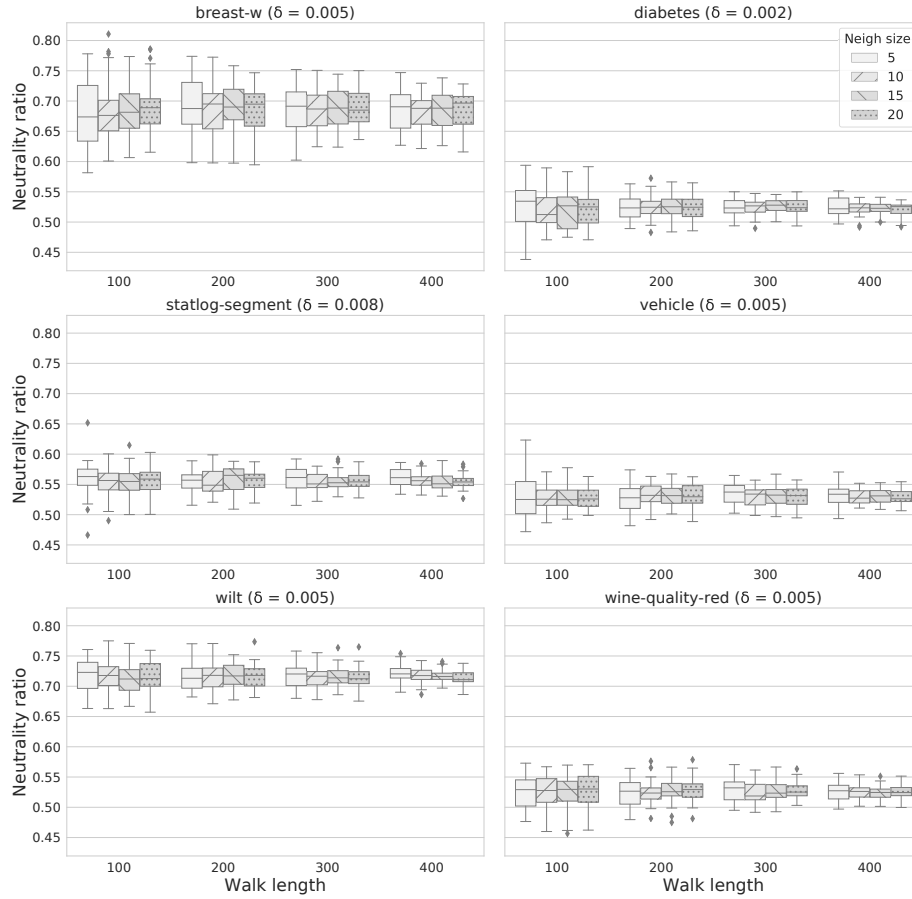 breast-w (δ = 0.005)
diabetes (δ = 0.002)
Neutrality ratio
0.80
0.75
0.70
0.65
0.60
0.55
0.50
0.45
100 200 300 400
Neigh size
5
10
15
20
100 200 300 400
statlog-segment (δ = 0.008)
vehicle (δ = 0.005)
Neutrality ratio
0.80
0.75
0.70
0.65
0.60
0.55
0.50
0.45
100 200 300 400
100 200 300 400
wilt (δ = 0.005)
wine-quality-red (δ = 0.005)
Neutrality ratio
0.80
0.75
0.70
0.65
0.60
0.55
0.50
0.45
100 200 300 400
Walk length
100 200 300 400
Walk length